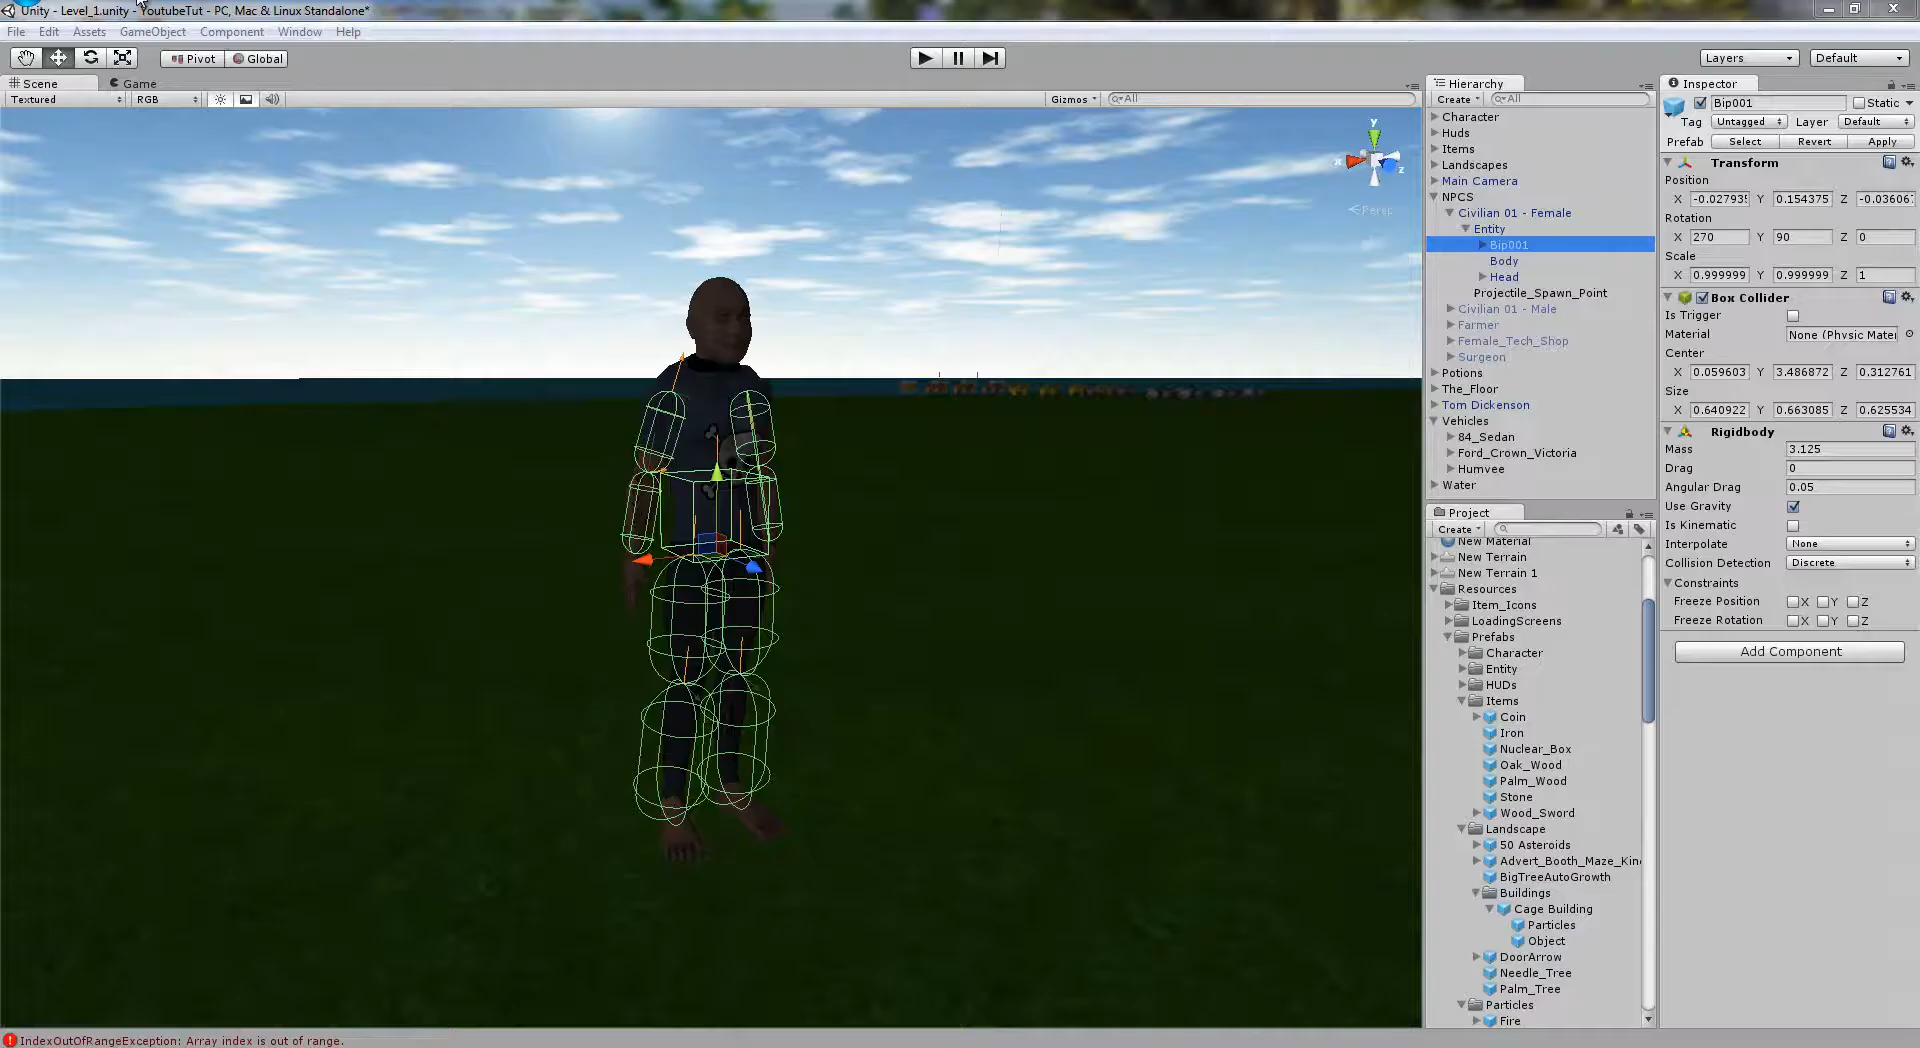 Unity - Level_1.unity - YoutubeTut - PC, Mac & Linux Standalone*
File Edit Assets GameObject Component Window Help
Pivot Global Layers Default
Scene Game
Textured RGB Gizmos All
y
x
z
Persp
Hierarchy
Create All
Character
Huds
Items
Landscapes
Main Camera
NPCS
Civilian 01 - Female
Entity
Bip001
Body
Head
Projectile_Spawn_Point
Civilian 01 - Male
Farmer
Female_Tech_Shop
Surgeon
Potions
The_Floor
Tom Dickenson
Vehicles
84_Sedan
Ford_Crown_Victoria
Humvee
Water
Project
Create
New Material
New Terrain
New Terrain 1
Resources
Item_Icons
LoadingScreens
Prefabs
Character
Entity
HUDs
Items
Coin
Iron
Nuclear_Box
Oak_Wood
Palm_Wood
Stone
Wood_Sword
Landscape
50 Asteroids
Advert_Booth_Maze_Kin
BigTreeAutoGrowth
Buildings
Cage Building
Particles
Object
DoorArrow
Needle_Tree
Palm_Tree
Particles
Fire
Inspector
Bip001 Static
Tag Untagged Layer Default
Prefab Select Revert Apply
Transform
Position
X -0.02793 Y 0.154375 Z -0.03606
Rotation
X 270 Y 90 Z 0
Scale
X 0.999999 Y 0.999999 Z 1
Box Collider
Is Trigger
Material None (Physic Mater
Center
X 0.059603 Y 3.486872 Z 0.312761
Size
X 0.640922 Y 0.663085 Z 0.625534
Rigidbody
Mass 3.125
Drag 0
Angular Drag 0.05
Use Gravity
Is Kinematic
Interpolate None
Collision Detection Discrete
Constraints
Freeze Position X Y Z
Freeze Rotation X Y Z
Add Component
IndexOutOfRangeException: Array index is out of range.